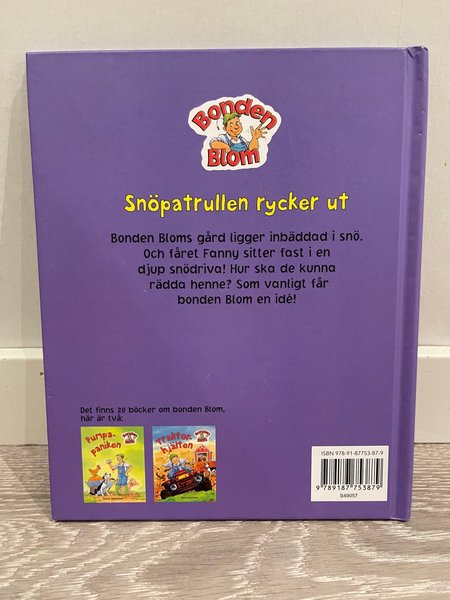 Bonden
Blom
Snöpatrullen rycker ut
Bonden Bloms gård ligger inbäddad i snö.
Och fåret Fanny sitter fast i en
djup snödriva! Hur ska de kunna
rädda henne? Som vanligt får
bonden Blom en idé!
Det finns 20 böcker om bonden Blom,
här är två:
Pumpa-
paniken
Traktor-
hjälten
ISBN 978-91-87753-87-9
9 789187 753879
S49057